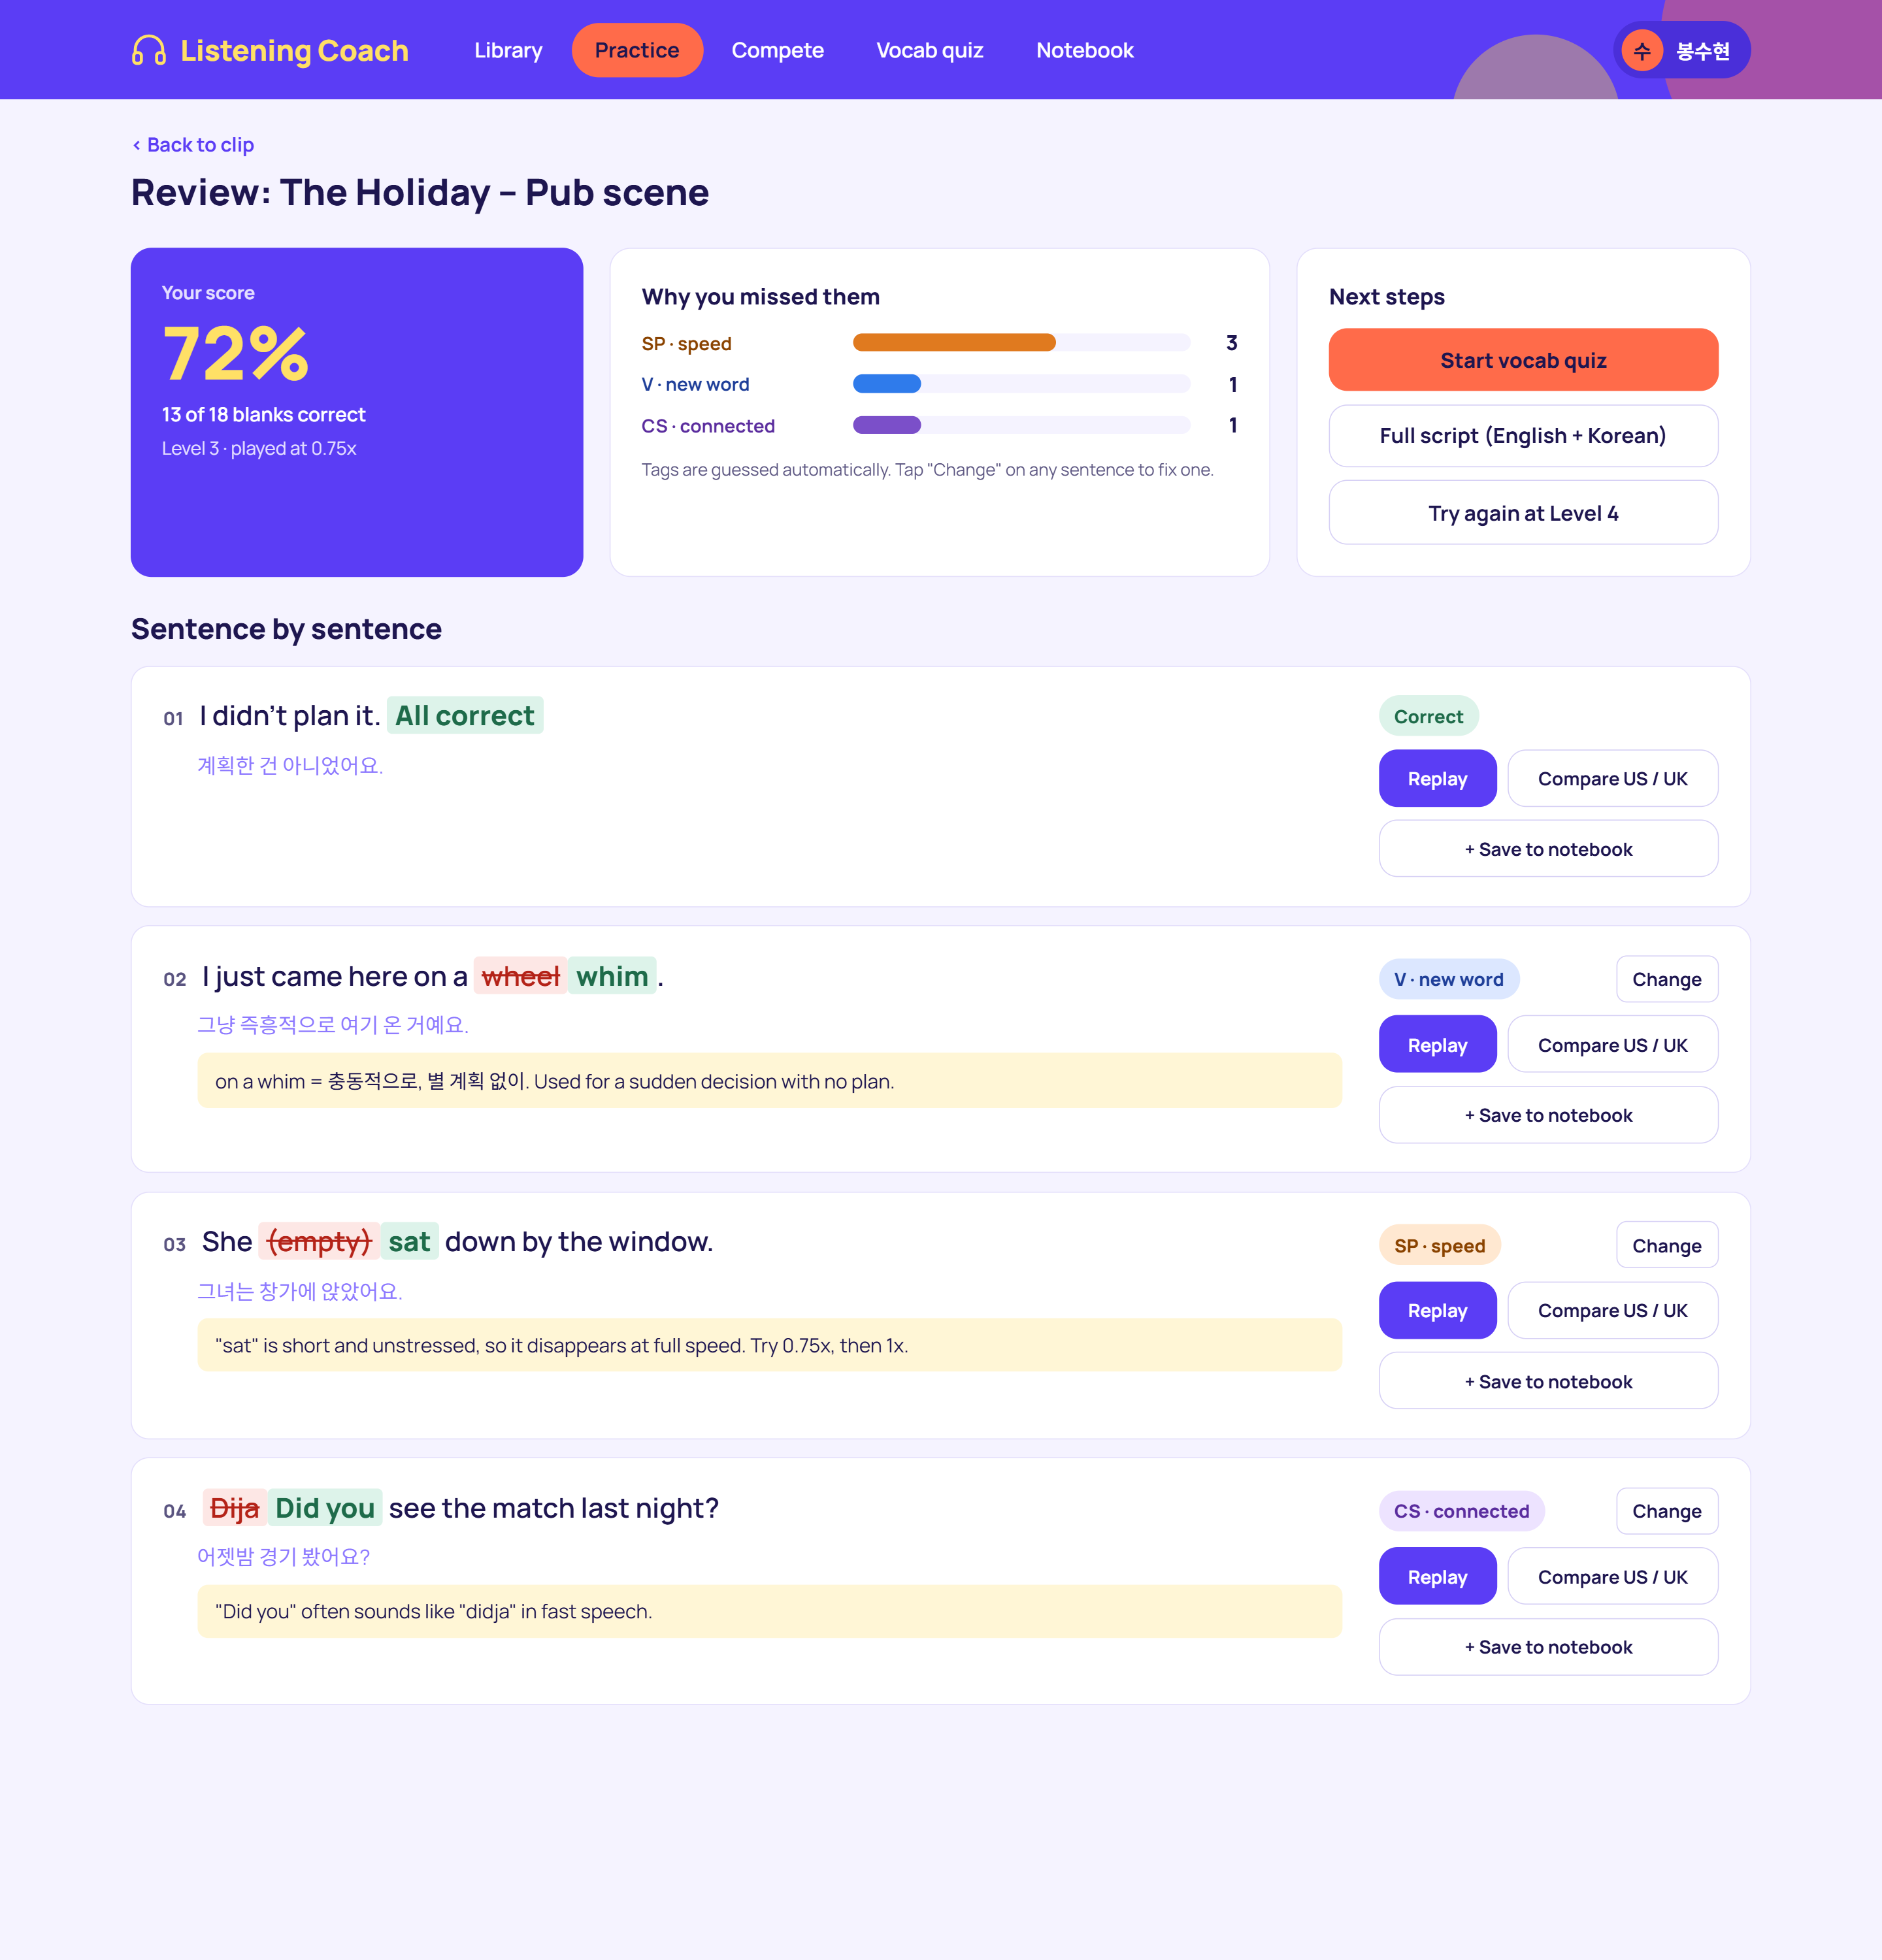 Listening Coach
Library
Practice
Compete
Vocab quiz
Notebook
수
봉수현
‹ Back to clip
Review: The Holiday – Pub scene
Your score
72%
13 of 18 blanks correct
Level 3 · played at 0.75x
Why you missed them
SP · speed 3
V · new word 1
CS · connected 1
Tags are guessed automatically. Tap "Change" on any sentence to fix one.
Next steps
Start vocab quiz
Full script (English + Korean)
Try again at Level 4
Sentence by sentence
01 I didn’t plan it. All correct
계획한 건 아니었어요.
Correct
Replay
Compare US / UK
+ Save to notebook
02 I just came here on a wheel whim.
그냥 즉흥적으로 여기 온 거예요.
on a whim = 충동적으로, 별 계획 없이. Used for a sudden decision with no plan.
V · new word
Change
Replay
Compare US / UK
+ Save to notebook
03 She (empty) sat down by the window.
그녀는 창가에 앉았어요.
"sat" is short and unstressed, so it disappears at full speed. Try 0.75x, then 1x.
SP · speed
Change
Replay
Compare US / UK
+ Save to notebook
04 Dija Did you see the match last night?
어젯밤 경기 봤어요?
"Did you" often sounds like "didja" in fast speech.
CS · connected
Change
Replay
Compare US / UK
+ Save to notebook